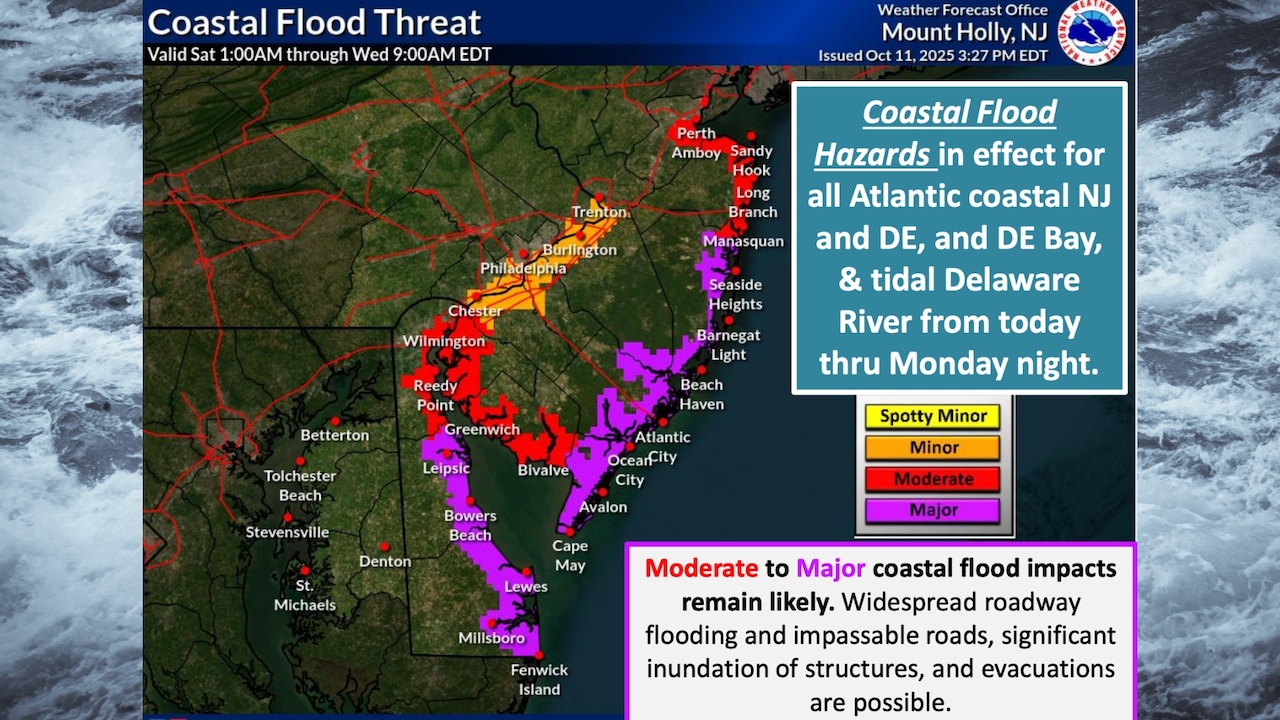 Coastal Flood Threat
Valid Sat 1:00AM through Wed 9:00AM EDT
Weather Forecast Office
Mount Holly, NJ
Issued Oct 11, 2025 3:27 PM EDT
NATIONAL WEATHER SERVICE
Coastal Flood
Hazards in effect for
all Atlantic coastal NJ
and DE, and DE Bay,
& tidal Delaware
River from today
thru Monday night.
Perth
Amboy
Sandy
Hook
Long
Branch
Trenton
Manasquan
Burlington
Philadelphia
Seaside
Heights
Chester
Wilmington
Barnegat
Light
Reedy
Point
Beach
Haven
Greenwich
Betterton
Atlantic
City
Ocean
City
Leipsic
Bivalve
Tolchester
Beach
Avalon
Bowers
Beach
Stevensville
Cape
May
Denton
St.
Michaels
Lewes
Millsboro
Fenwick
Island
Spotty Minor
Minor
Moderate
Major
Moderate to Major coastal flood impacts
remain likely. Widespread roadway
flooding and impassable roads, significant
inundation of structures, and evacuations
are possible.